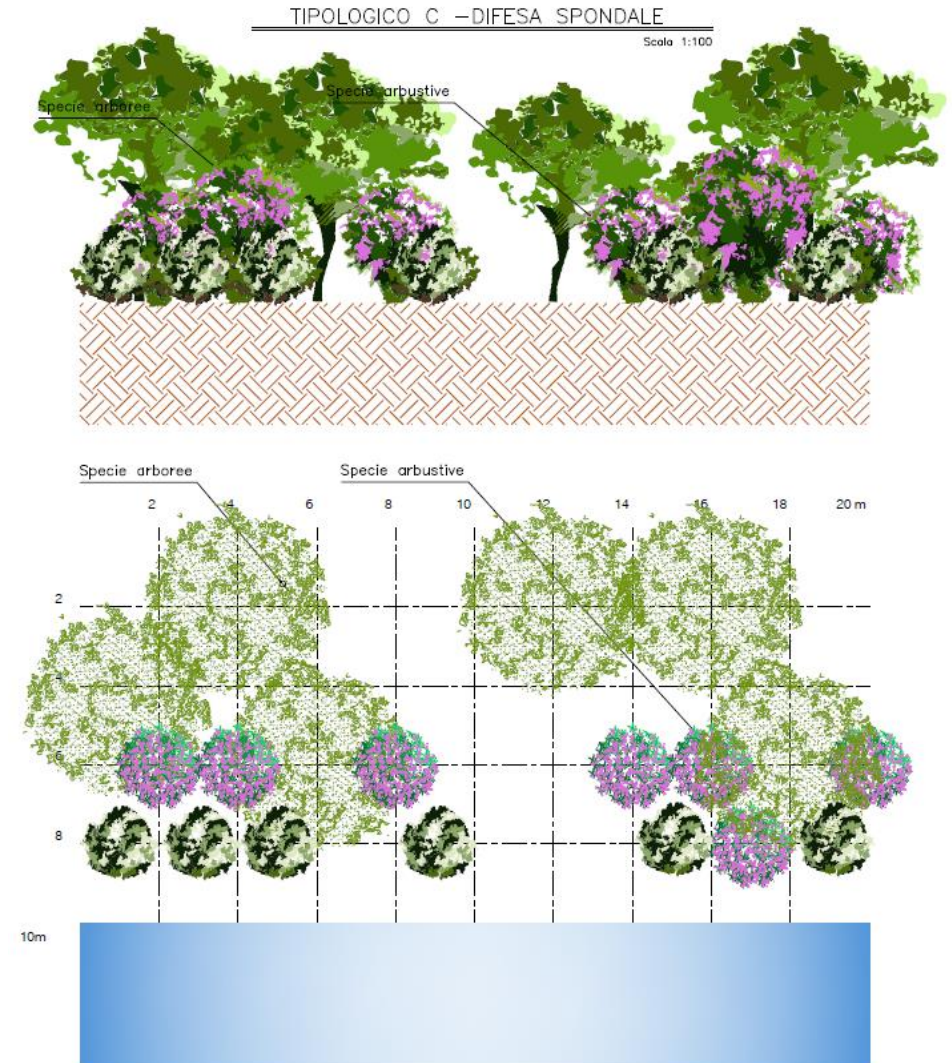 TIPOLOGICO C -DIFESA SPONDALE
Scala 1:100
Specie arbustive
Specie arboree
Specie arboree
Specie arbustive
2 4 6 8 10 12 14 16 18 20 m
2
6
8
10m